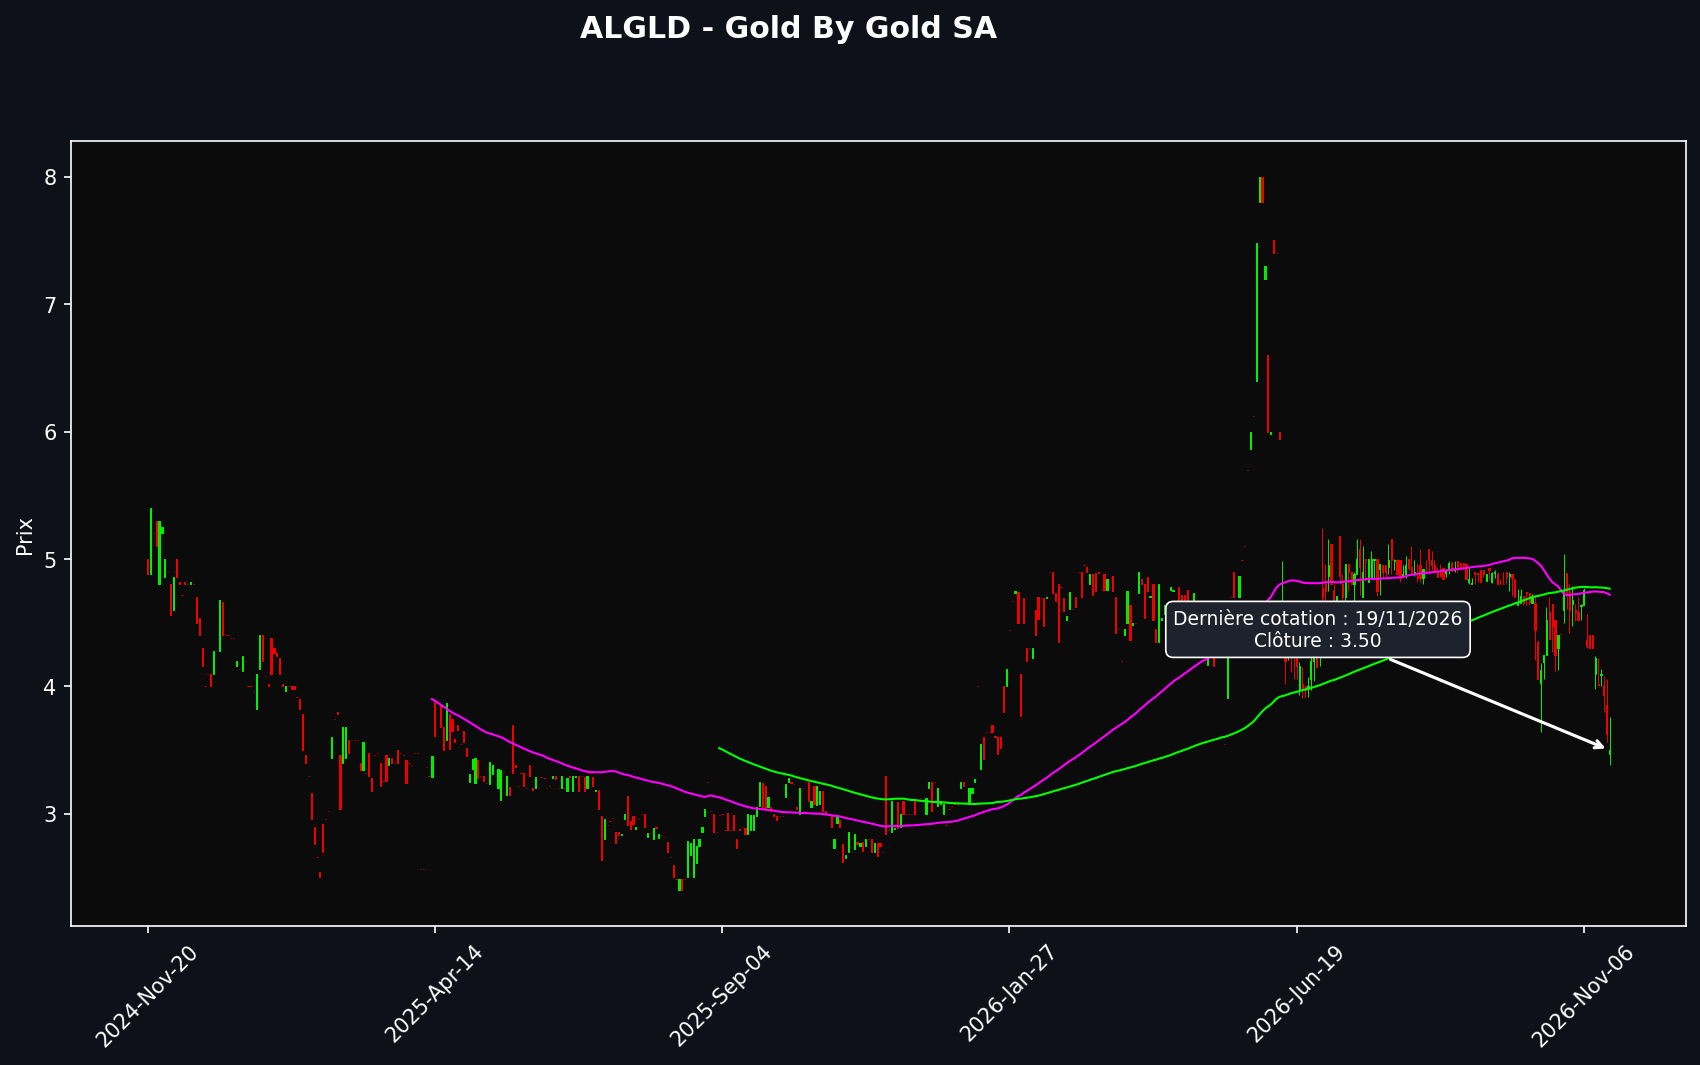 ALGLD - Gold By Gold SA
Prix
8
7
6
5
4
3
Dernière cotation : 19/11/2026
Clôture : 3.50
2024-Nov-20
2025-Apr-14
2025-Sep-04
2026-Jan-27
2026-Jun-19
2026-Nov-06